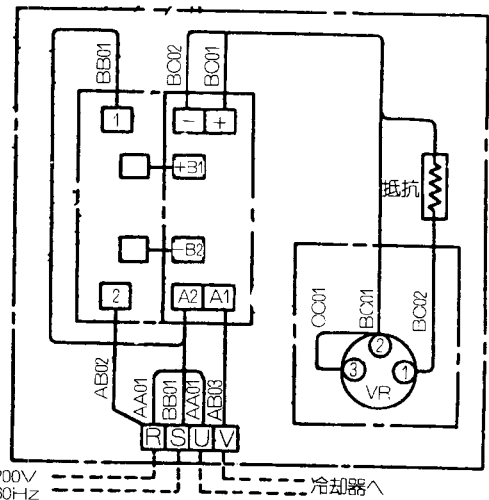 BB01
BC02
BC01
1
-
+
+B1
-B2
2
A2
A1
抵抗
CC01
BC01
BC02
2
3
1
VR
AB02
AA01
BB01
AA01
AB03
R
S
U
V
200V
60Hz
冷却器へ